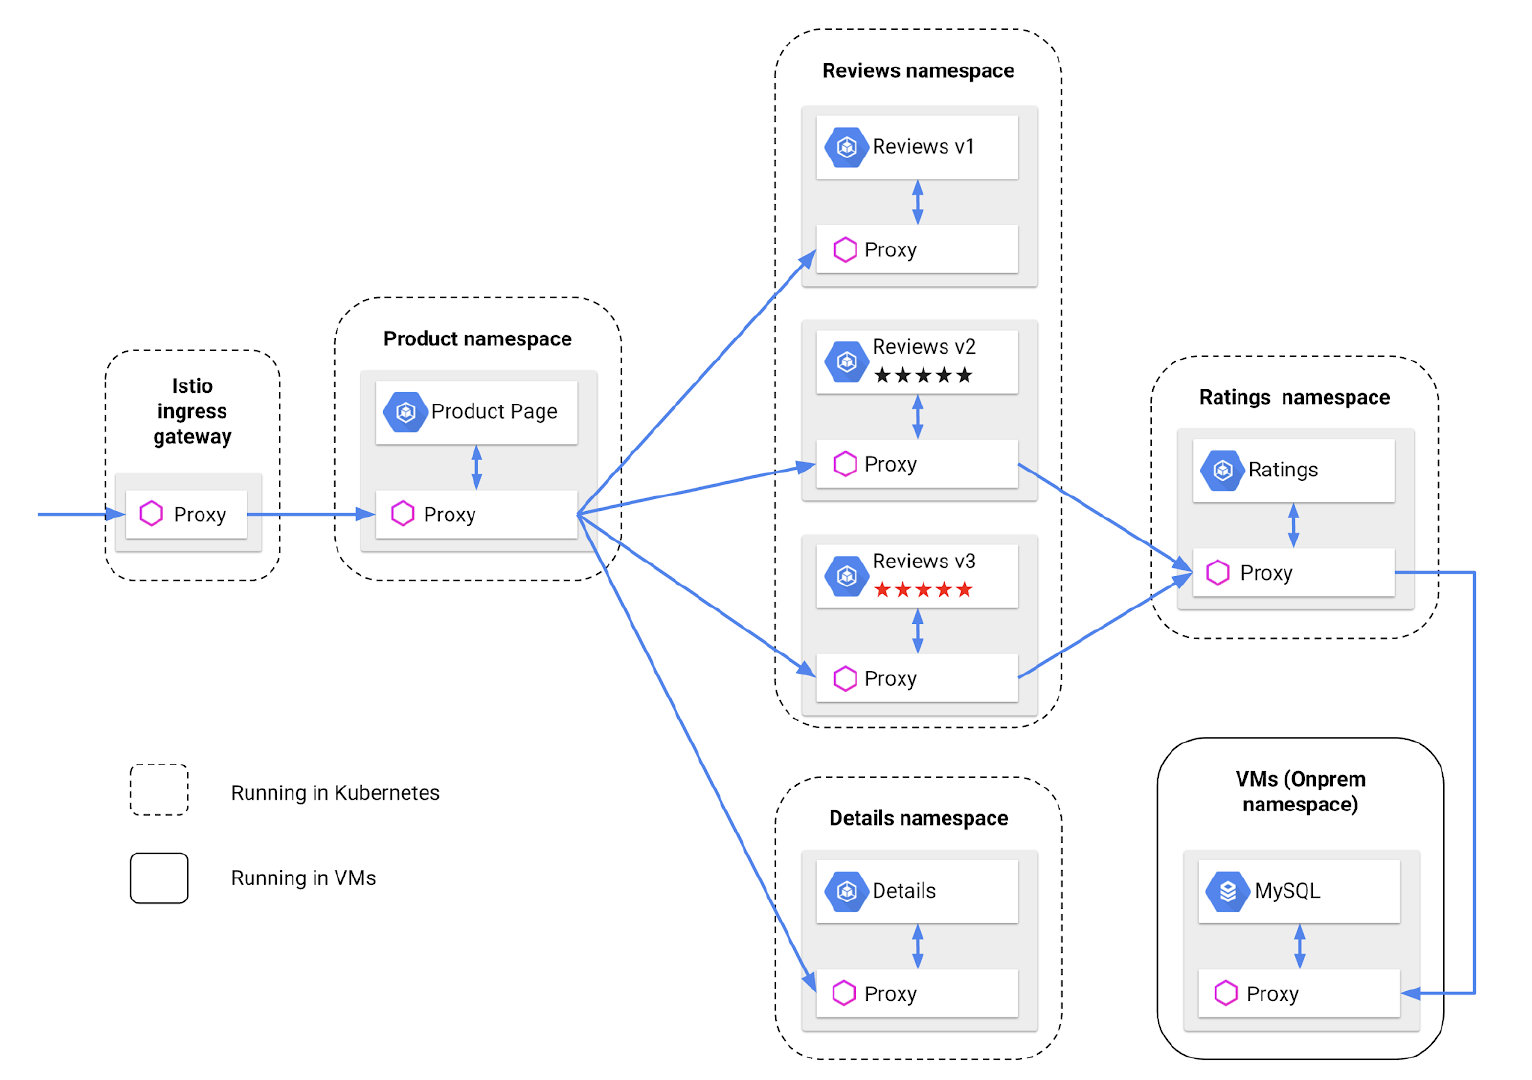 Reviews namespace
Reviews v1
Proxy
Reviews v2
Proxy
Reviews v3
Proxy
Product namespace
Product Page
Proxy
Istio
ingress
gateway
Proxy
Ratings namespace
Ratings
Proxy
Running in Kubernetes
Running in VMs
Details namespace
Details
Proxy
VMs (Onprem
namespace)
MySQL
Proxy